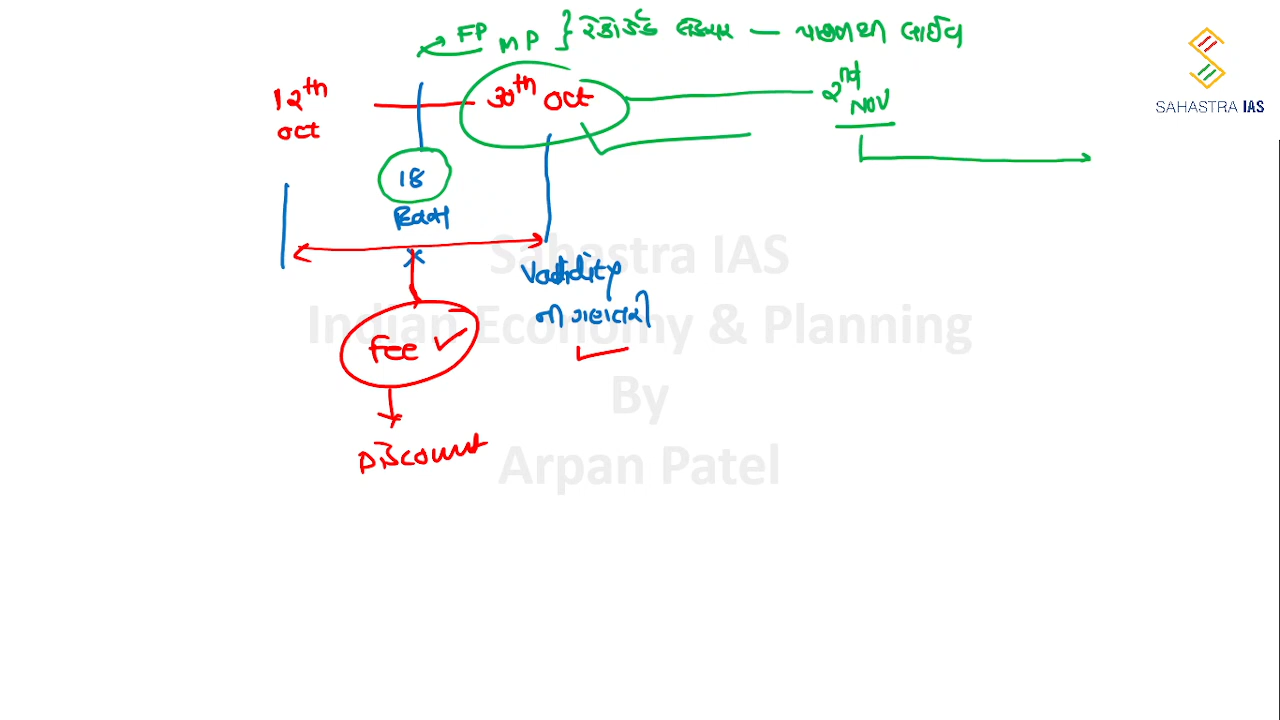 FP
MP } રેકોર્ડેડ લેક્ચર — પાછળથી લાઈવ
12th
oct
30th oct
2nd
NOV
18
SAHASTRA IAS
Validity
ની ગણતરી
Fee
Discount
Sahastra IAS
Indian Economy & Planning
By
Arpan Patel